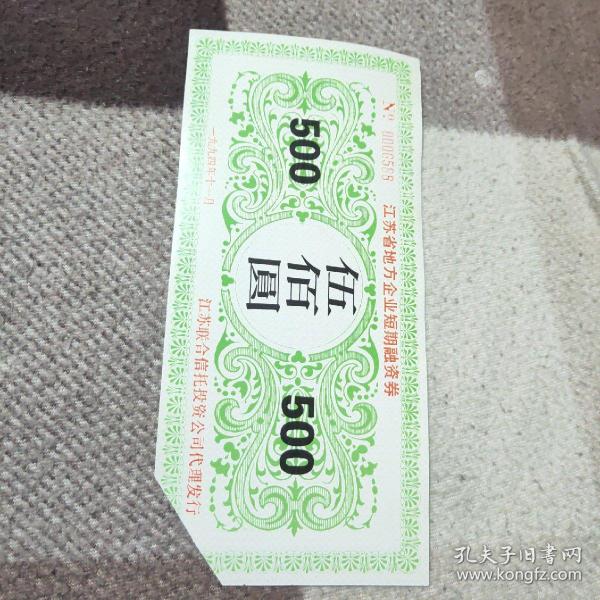 Nº 0006568
江苏省地方企业短期融资券
500
伍佰圆
500
一九九四年十一月
江苏联合信托投资公司代理发行
孔夫子旧书网
www.kongfz.com